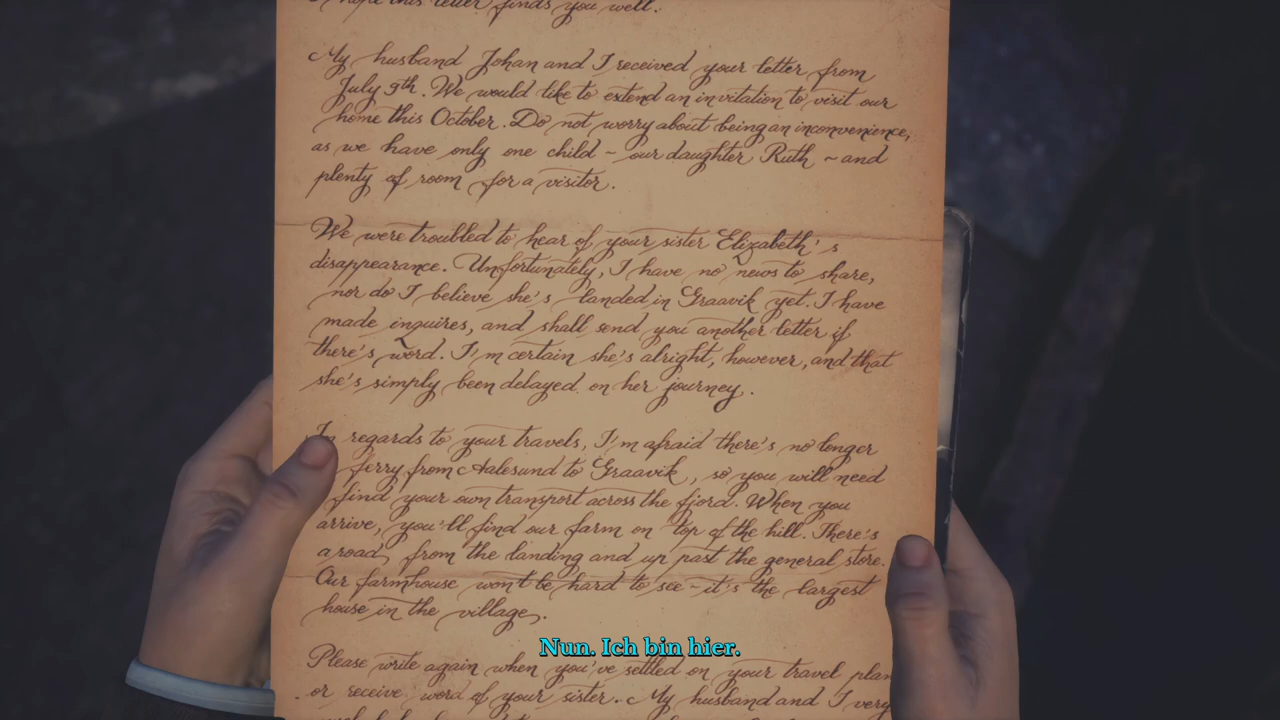 I hope this letter finds you well.
My husband Johan and I received your letter from
July 9th. We would like to extend an invitation to visit our
home this October. Do not worry about being an inconvenience,
as we have only one child ~ our daughter Ruth ~ and
plenty of room for a visitor.
We were troubled to hear of your sister Elizabeth's
disappearance. Unfortunately, I have no news to share,
nor do I believe she's landed in Graavik yet. I have
made inquires, and shall send you another letter if
there's word. I'm certain she's alright, however, and that
she's simply been delayed on her journey.
In regards to your travels, I'm afraid there's no longer
ferry from Aalesund to Graavik, so you will need
find your own transport across the fjord. When you
arrive, you'll find our farm on top of the hill. There's
a road from the landing and up past the general store.
Our farmhouse won't be hard to see ~ it's the largest
house in the village.
Nun. Ich bin hier.
Please write again when you've settled on your travel plan
or receive word of your sister. My husband and I very